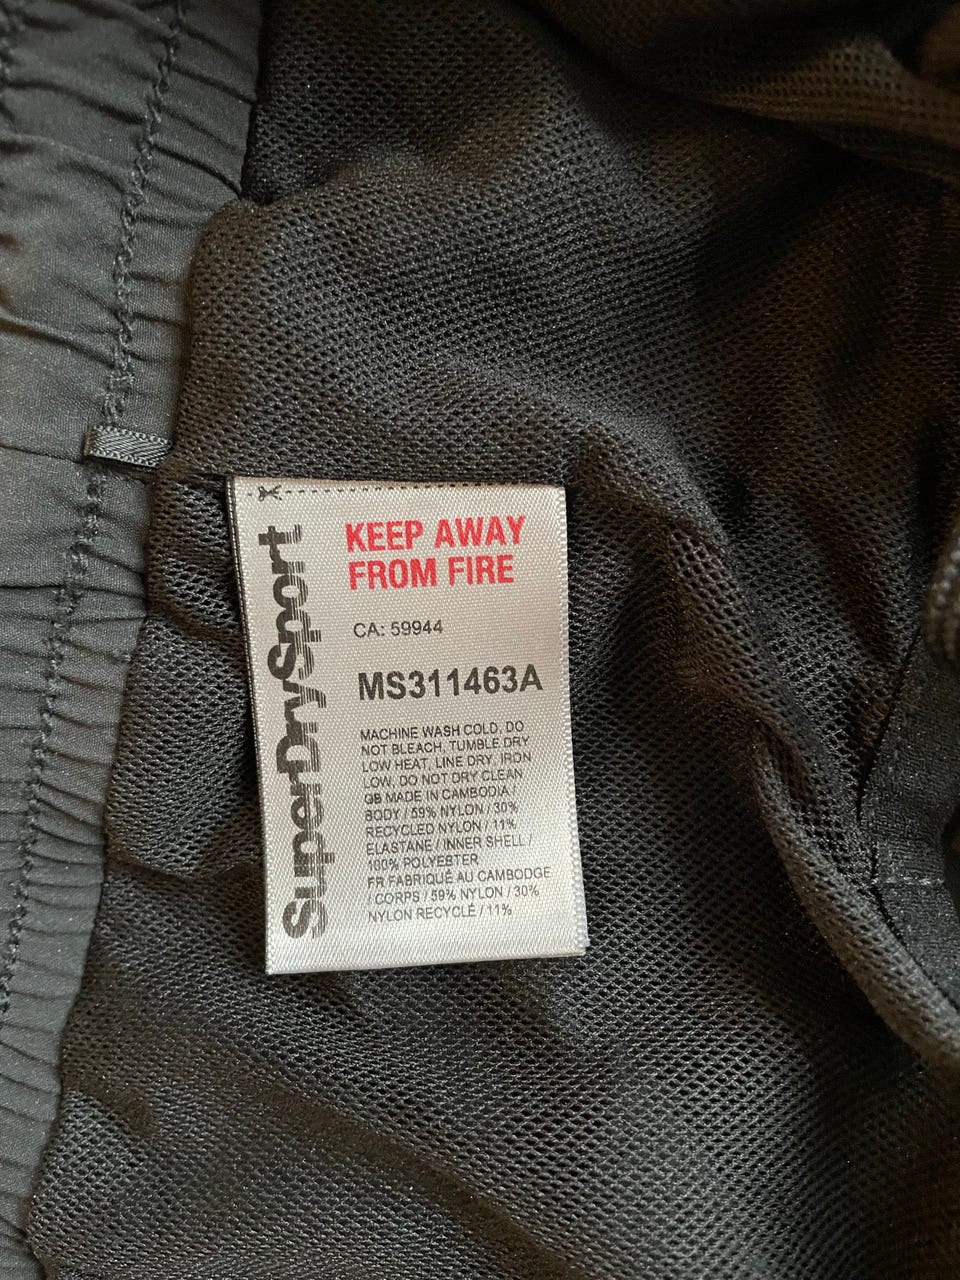 SuperDrySport
KEEP AWAY
FROM FIRE
CA: 59944
MS311463A
MACHINE WASH COLD, DO
NOT BLEACH, TUMBLE DRY
LOW HEAT, LINE DRY, IRON
LOW, DO NOT DRY CLEAN
GB MADE IN CAMBODIA /
BODY / 59% NYLON / 30%
RECYCLED NYLON / 11%
ELASTANE / INNER SHELL /
100% POLYESTER
FR FABRIQUÉ AU CAMBODGE
/ CORPS / 59% NYLON / 30%
NYLON RECYCLÉ / 11%